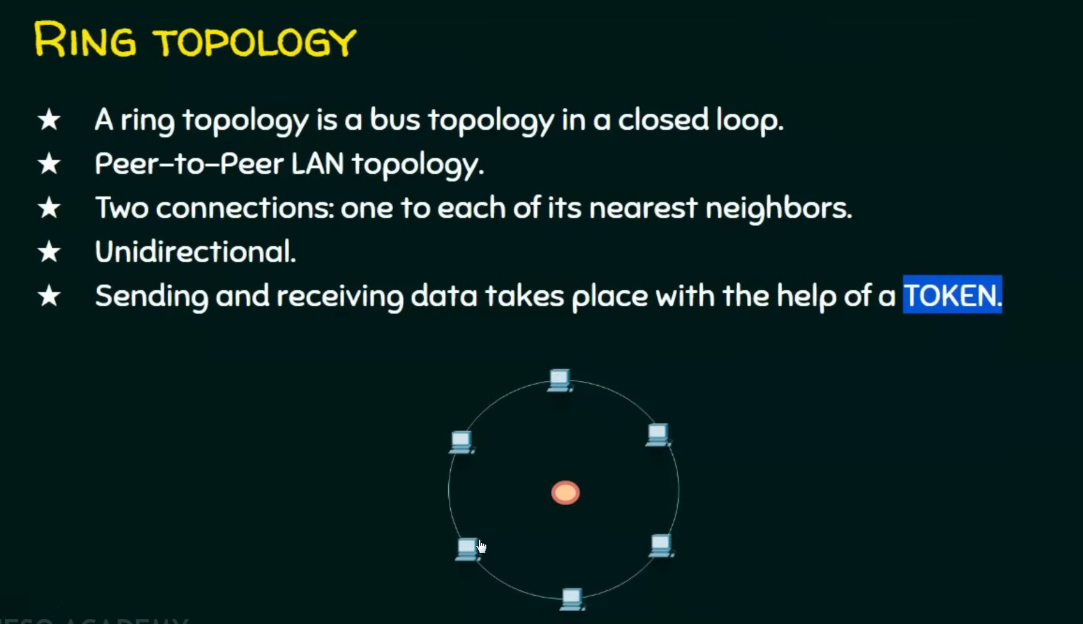 RING TOPOLOGY
★ A ring topology is a bus topology in a closed loop.
★ Peer-to-Peer LAN topology.
★ Two connections: one to each of its nearest neighbors.
★ Unidirectional.
★ Sending and receiving data takes place with the help of a TOKEN.
ACADEMY